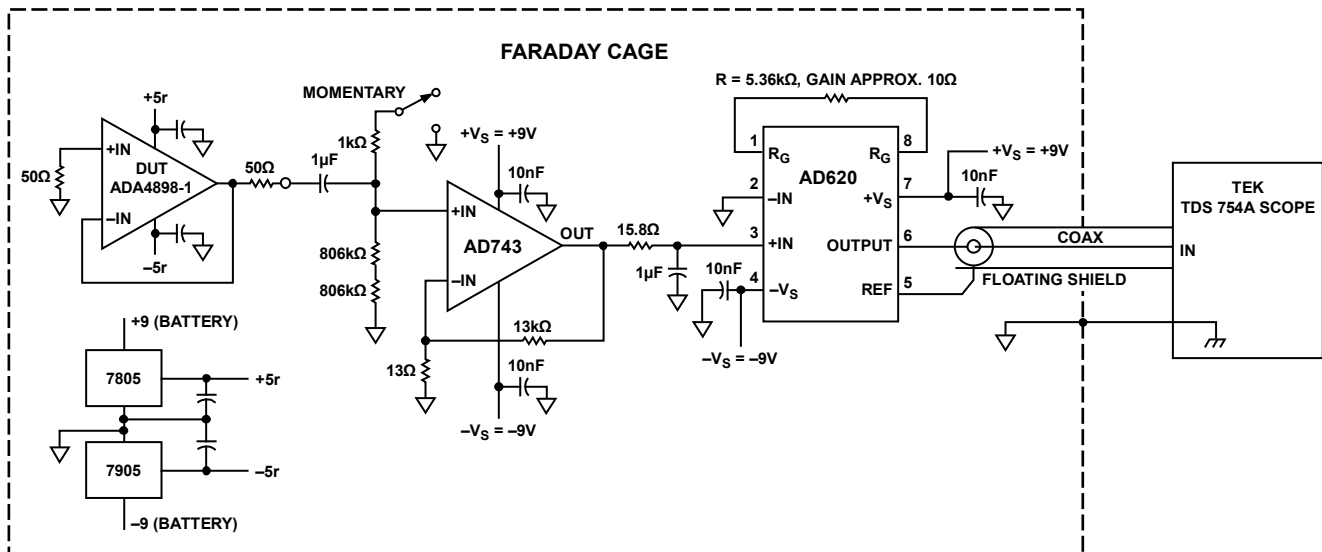 FARADAY CAGE
R = 5.36kΩ, GAIN APPROX. 10Ω
MOMENTARY
+5r
+IN
DUT
ADA4898-1
–IN
–5r
50Ω
50Ω
1µF
1kΩ
806kΩ
806kΩ
+VS = +9V
10nF
+IN
AD743
OUT
–IN
13kΩ
13Ω
10nF
–VS = –9V
15.8Ω
1µF
10nF
–VS = –9V
1
RG
8
RG
2
–IN
AD620
7
+VS
3
+IN
OUTPUT
6
4
–VS
REF
5
+VS = +9V
10nF
COAX
FLOATING SHIELD
TEK
TDS 754A SCOPE
IN
+9 (BATTERY)
7805
+5r
7905
–5r
–9 (BATTERY)